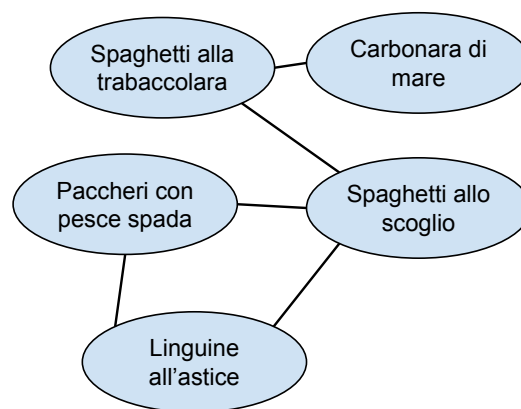 Spaghetti alla
trabaccolara
Carbonara di
mare
Paccheri con
pesce spada
Spaghetti allo
scoglio
Linguine
all'astice